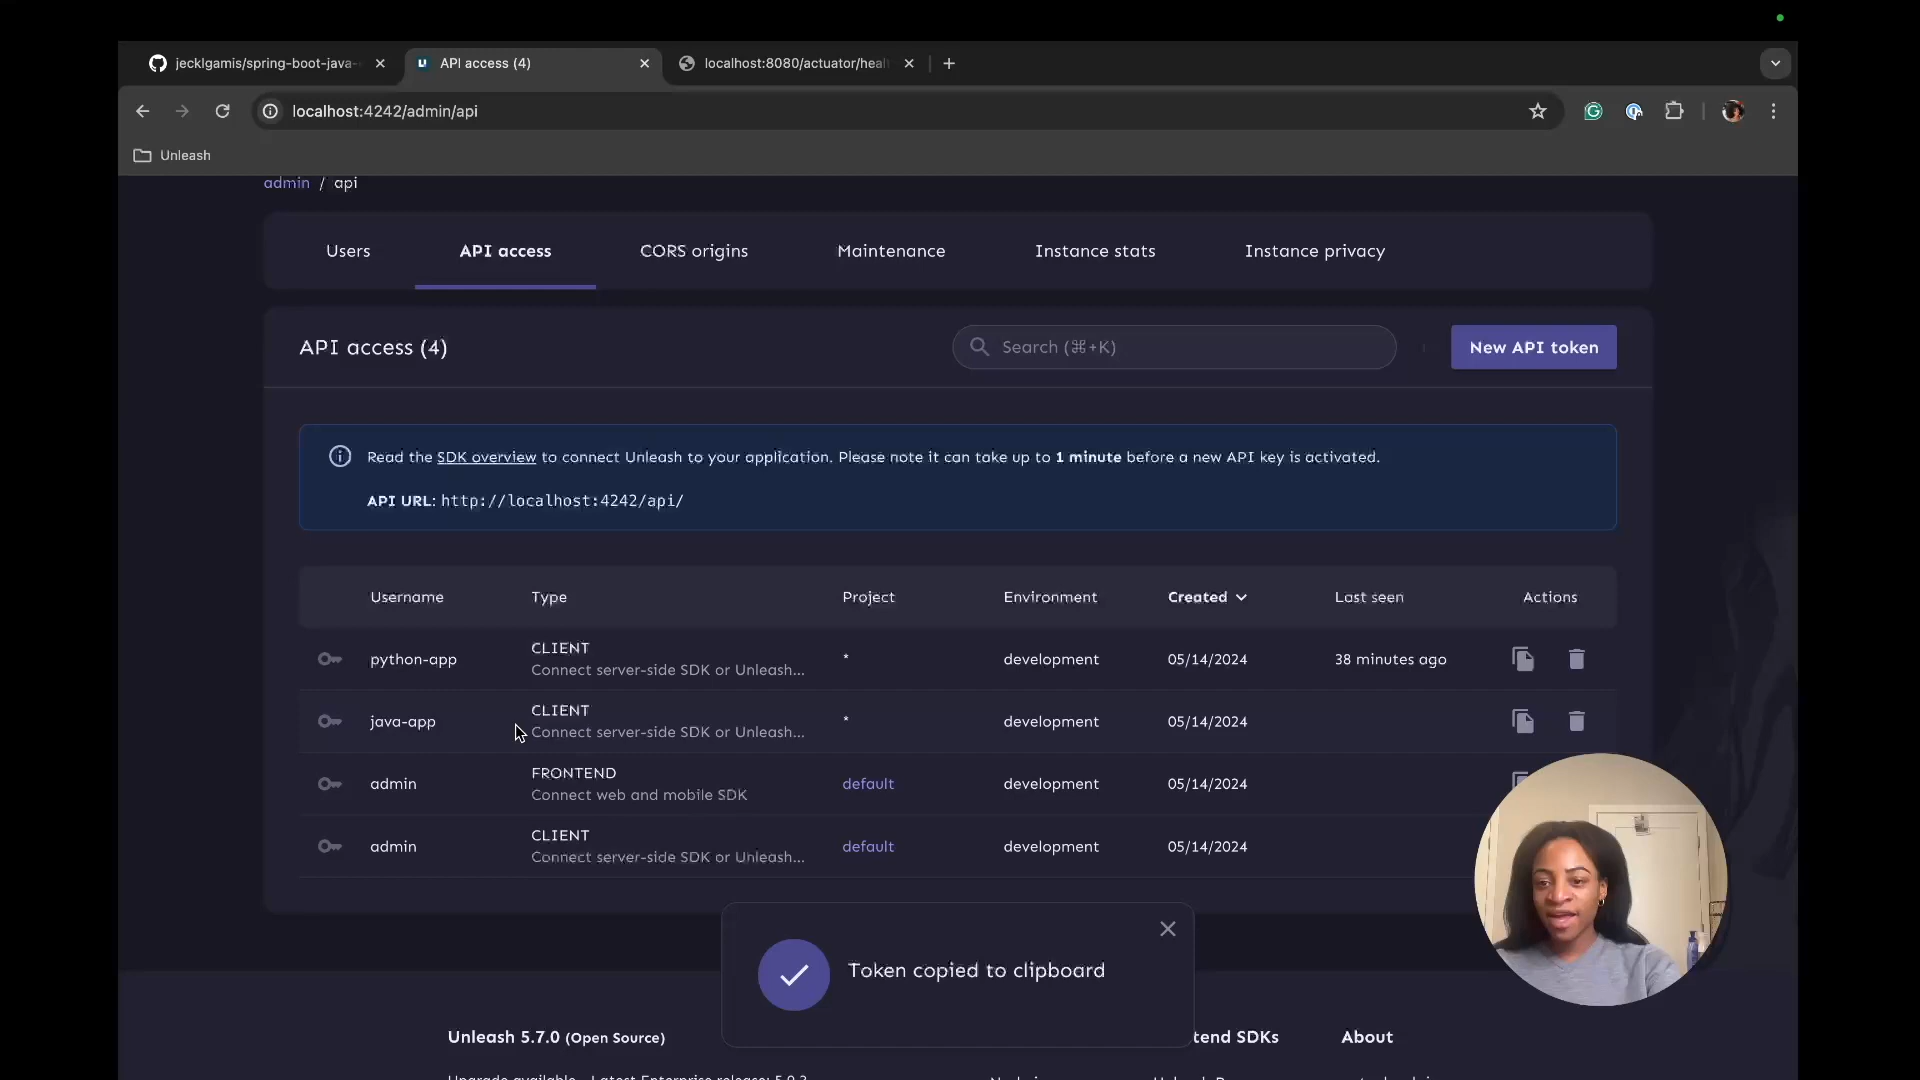 jecklgamis/spring-boot-java-
API access (4)
localhost:8080/actuator/heal
localhost:4242/admin/api
Unleash
admin / api
Users API access CORS origins Maintenance Instance stats Instance privacy
API access (4)
Search (⌘+K)
New API token
Read the SDK overview to connect Unleash to your application. Please note it can take up to 1 minute before a new API key is activated.
API URL: http://localhost:4242/api/
Username Type Project Environment Created Last seen Actions
python-app CLIENT * development 05/14/2024 38 minutes ago
Connect server-side SDK or Unleash...
java-app CLIENT * development 05/14/2024
Connect server-side SDK or Unleash...
admin FRONTEND default development 05/14/2024
Connect web and mobile SDK
admin CLIENT default development 05/14/2024
Connect server-side SDK or Unleash...
Token copied to clipboard
Unleash 5.7.0 (Open Source)
tend SDKs
About